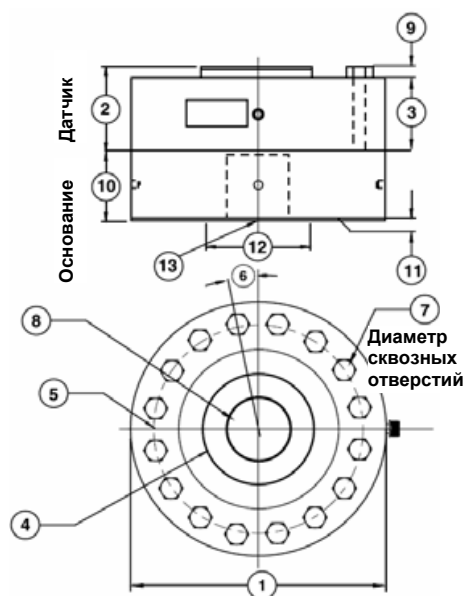 9
Датчик
2
3
10
Основание
11
12
13
6
8
7
Диаметр
сквозных
отверстий
5
4
1